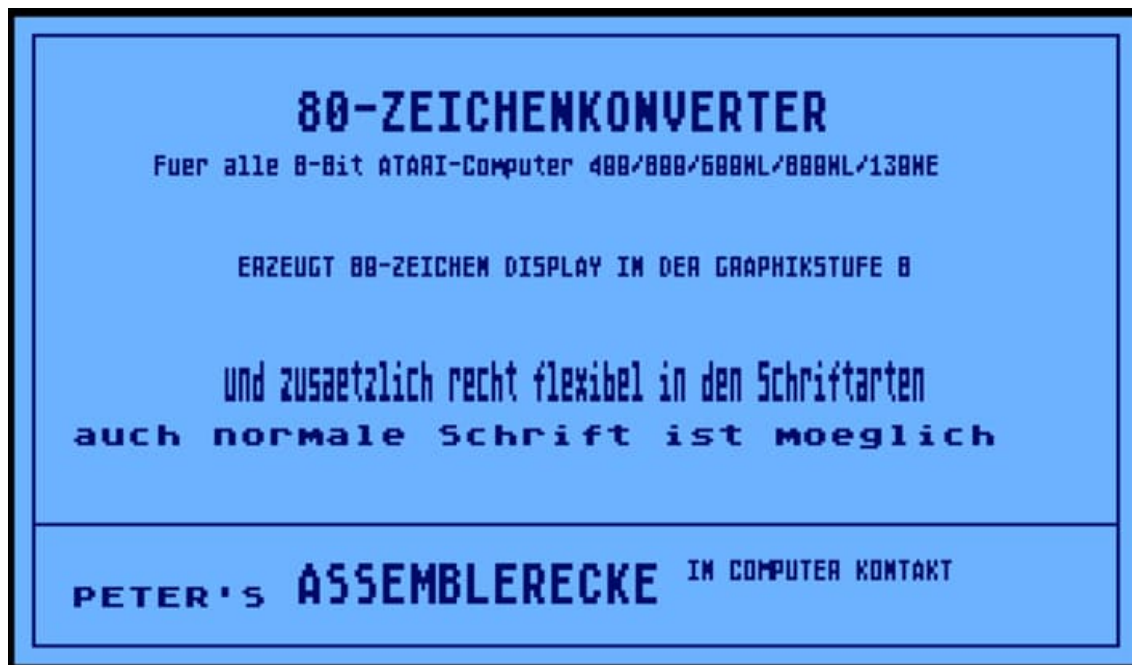 80-ZEICHENKONVERTER
Fuer alle 8-Bit ATARI-Computer 400/800/600XL/800XL/130XE
ERZEUGT 80-ZEICHEN DISPLAY IN DER GRAPHIKSTUFE 8
und zusaetzlich recht flexibel in den Schriftarten
auch normale Schrift ist moeglich
PETER'S ASSEMBLERECKE IN COMPUTER KONTAKT